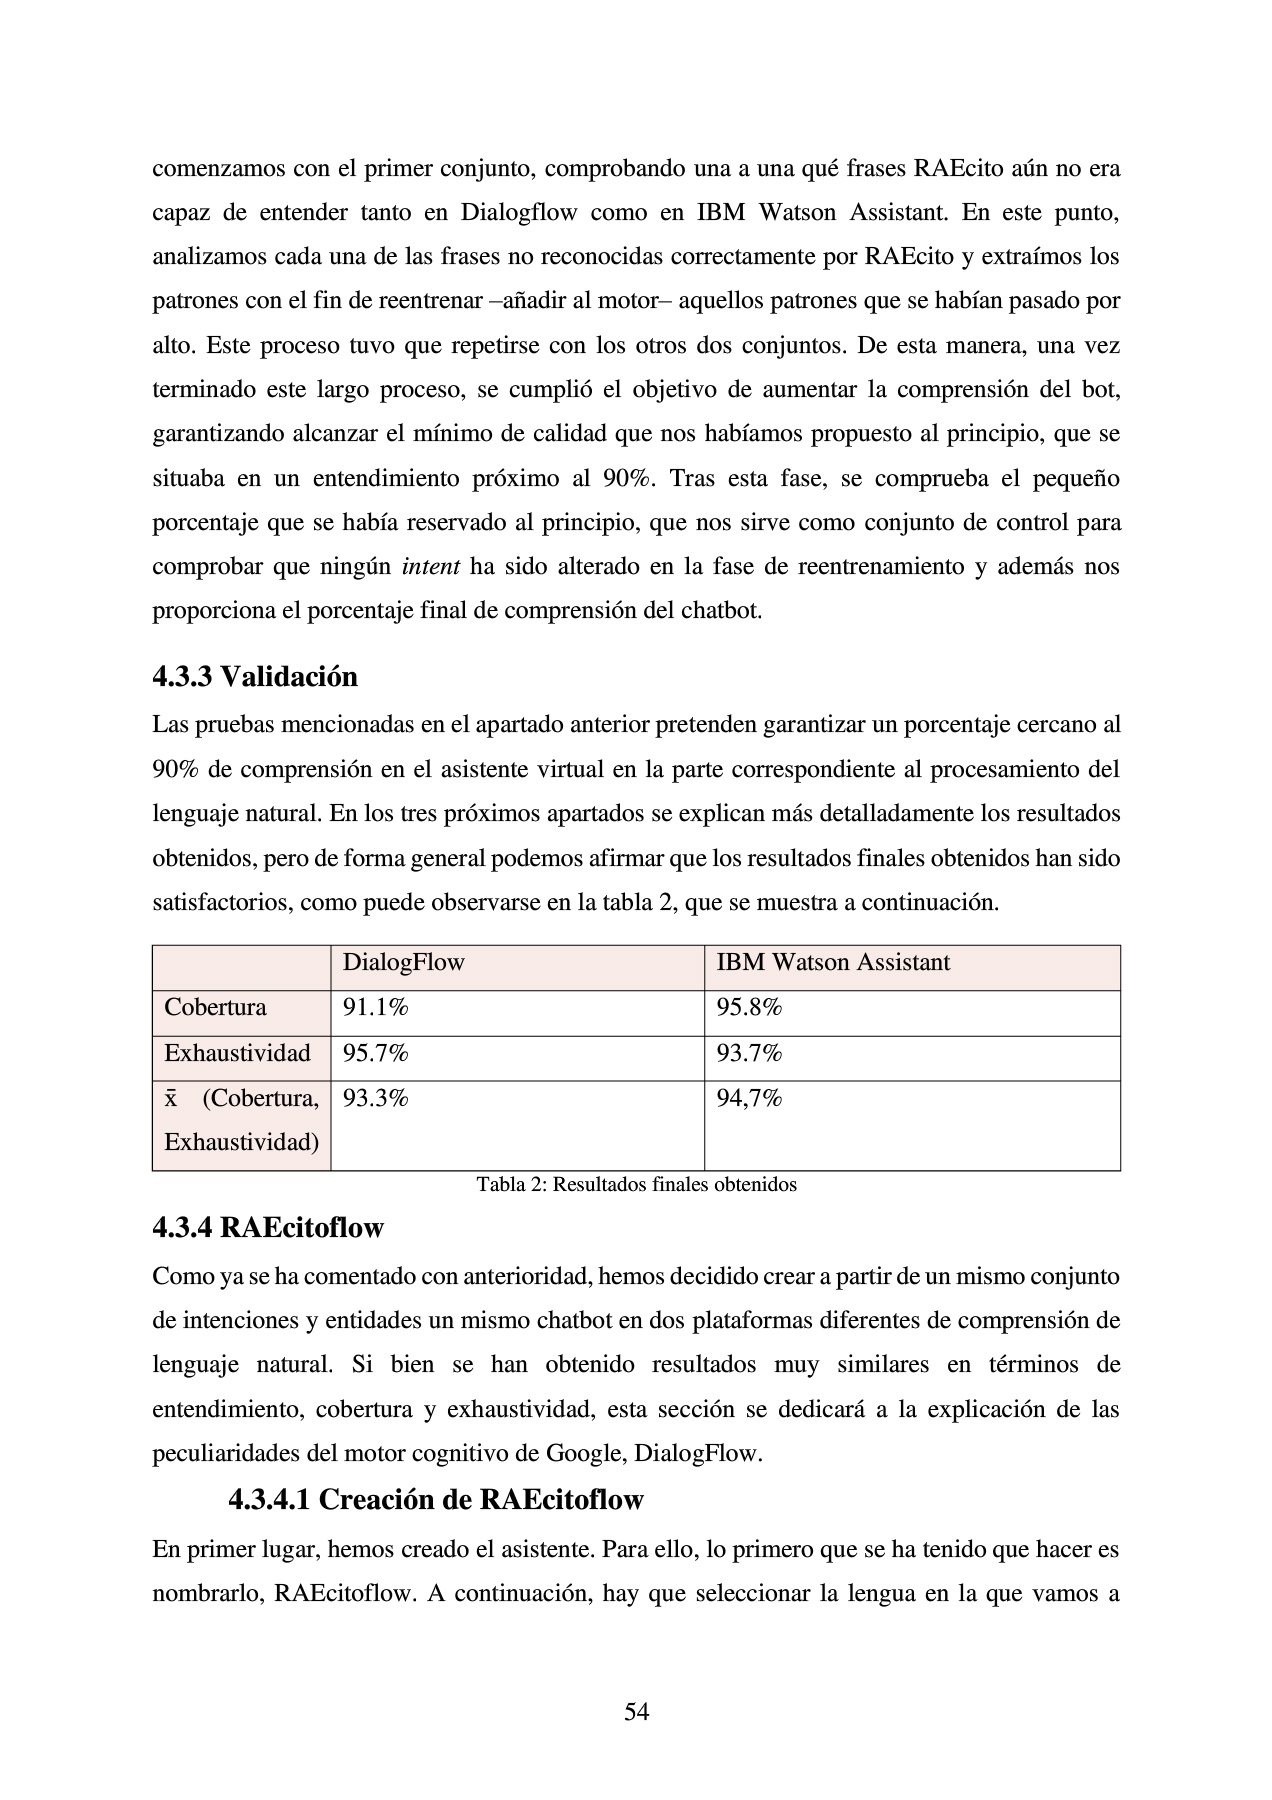 comenzamos con el primer conjunto, comprobando una a una qué frases RAEcito aún no era
capaz de entender tanto en Dialogflow como en IBM Watson Assistant. En este punto,
analizamos cada una de las frases no reconocidas correctamente por RAEcito y extraímos los
patrones con el fin de reentrenar –añadir al motor– aquellos patrones que se habían pasado por
alto. Este proceso tuvo que repetirse con los otros dos conjuntos. De esta manera, una vez
terminado este largo proceso, se cumplió el objetivo de aumentar la comprensión del bot,
garantizando alcanzar el mínimo de calidad que nos habíamos propuesto al principio, que se
situaba en un entendimiento próximo al 90%. Tras esta fase, se comprueba el pequeño
porcentaje que se había reservado al principio, que nos sirve como conjunto de control para
comprobar que ningún intent ha sido alterado en la fase de reentrenamiento y además nos
proporciona el porcentaje final de comprensión del chatbot.
4.3.3 Validación
Las pruebas mencionadas en el apartado anterior pretenden garantizar un porcentaje cercano al
90% de comprensión en el asistente virtual en la parte correspondiente al procesamiento del
lenguaje natural. En los tres próximos apartados se explican más detalladamente los resultados
obtenidos, pero de forma general podemos afirmar que los resultados finales obtenidos han sido
satisfactorios, como puede observarse en la tabla 2, que se muestra a continuación.
DialogFlow IBM Watson Assistant
Cobertura 91.1% 95.8%
Exhaustividad 95.7% 93.7%
x̄ (Cobertura, 93.3% 94,7%
Exhaustividad)
Tabla 2: Resultados finales obtenidos
4.3.4 RAEcitoflow
Como ya se ha comentado con anterioridad, hemos decidido crear a partir de un mismo conjunto
de intenciones y entidades un mismo chatbot en dos plataformas diferentes de comprensión de
lenguaje natural. Si bien se han obtenido resultados muy similares en términos de
entendimiento, cobertura y exhaustividad, esta sección se dedicará a la explicación de las
peculiaridades del motor cognitivo de Google, DialogFlow.
4.3.4.1 Creación de RAEcitoflow
En primer lugar, hemos creado el asistente. Para ello, lo primero que se ha tenido que hacer es
nombrarlo, RAEcitoflow. A continuación, hay que seleccionar la lengua en la que vamos a
54